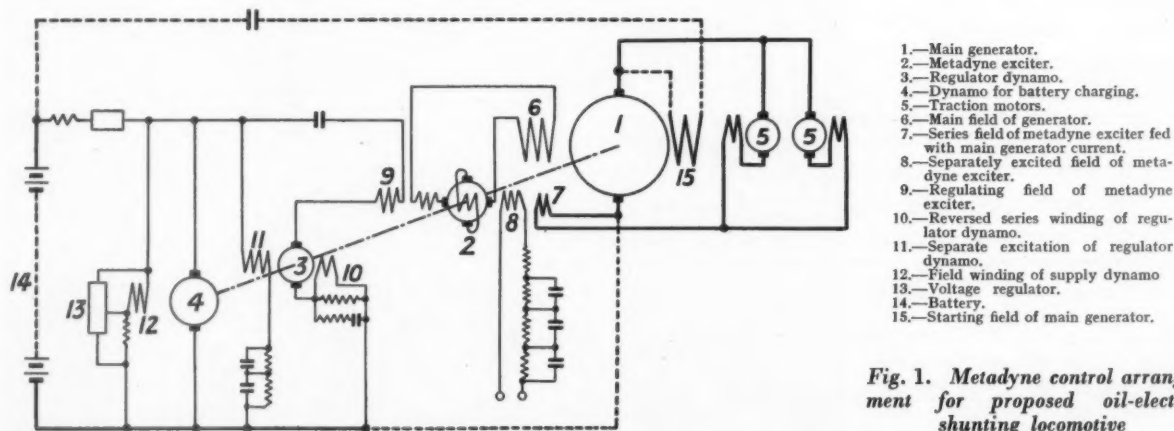 6
1
5
5
15
9
7
8
2
11
10
3
4
14
13
12
1.—Main generator.
2.—Metadyne exciter.
3.—Regulator dynamo.
4.—Dynamo for battery charging.
5.—Traction motors.
6.—Main field of generator.
7.—Series field of metadyne exciter fed
with main generator current.
8.—Separately excited field of meta-
dyne exciter.
9.—Regulating field of metadyne
exciter.
10.—Reversed series winding of regu-
lator dynamo.
11.—Separate excitation of regulator
dynamo.
12.—Field winding of supply dynamo
13.—Voltage regulator.
14.—Battery.
15.—Starting field of main generator.
Fig. 1. Metadyne control arrang
ment for proposed oil-elect
shunting locomotive